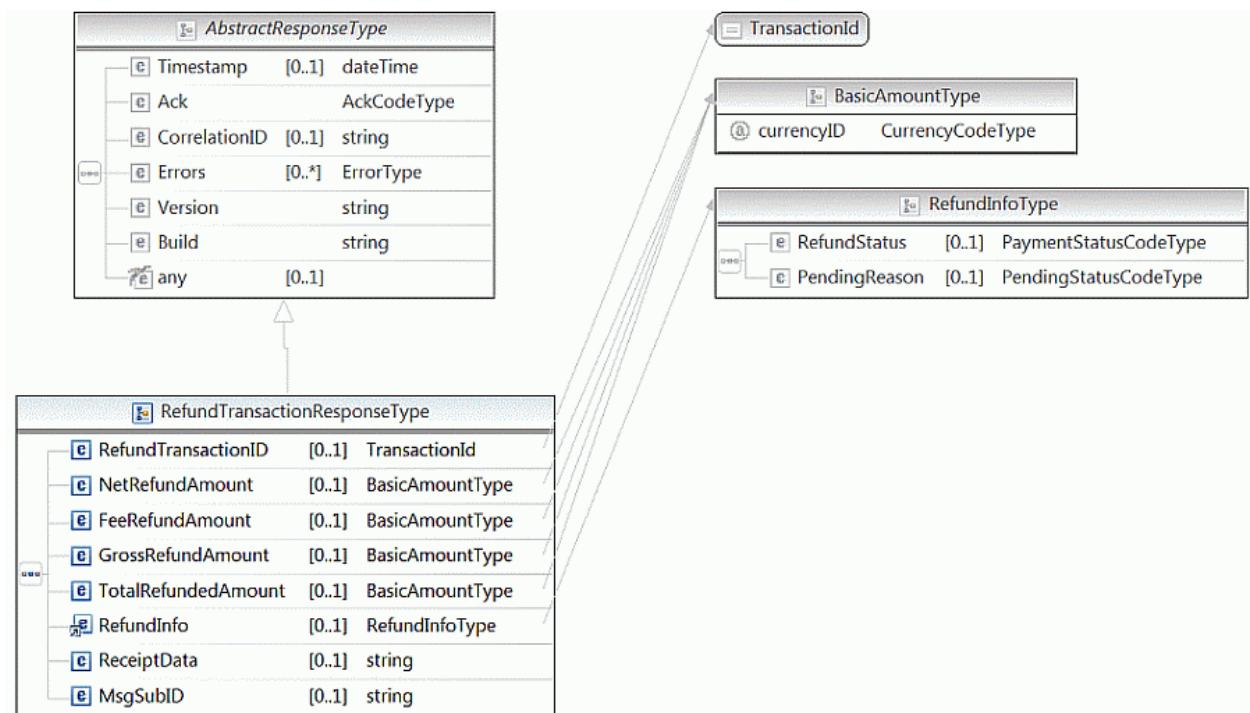 AbstractResponseType
Timestamp [0..1] dateTime
Ack AckCodeType
CorrelationID [0..1] string
Errors [0..*] ErrorType
Version string
Build string
any [0..1]
TransactionId
BasicAmountType
currencyID CurrencyCodeType
RefundInfoType
RefundStatus [0..1] PaymentStatusCodeType
PendingReason [0..1] PendingStatusCodeType
RefundTransactionResponseType
RefundTransactionID [0..1] TransactionId
NetRefundAmount [0..1] BasicAmountType
FeeRefundAmount [0..1] BasicAmountType
GrossRefundAmount [0..1] BasicAmountType
TotalRefundedAmount [0..1] BasicAmountType
RefundInfo [0..1] RefundInfoType
ReceiptData [0..1] string
MsgSubID [0..1] string